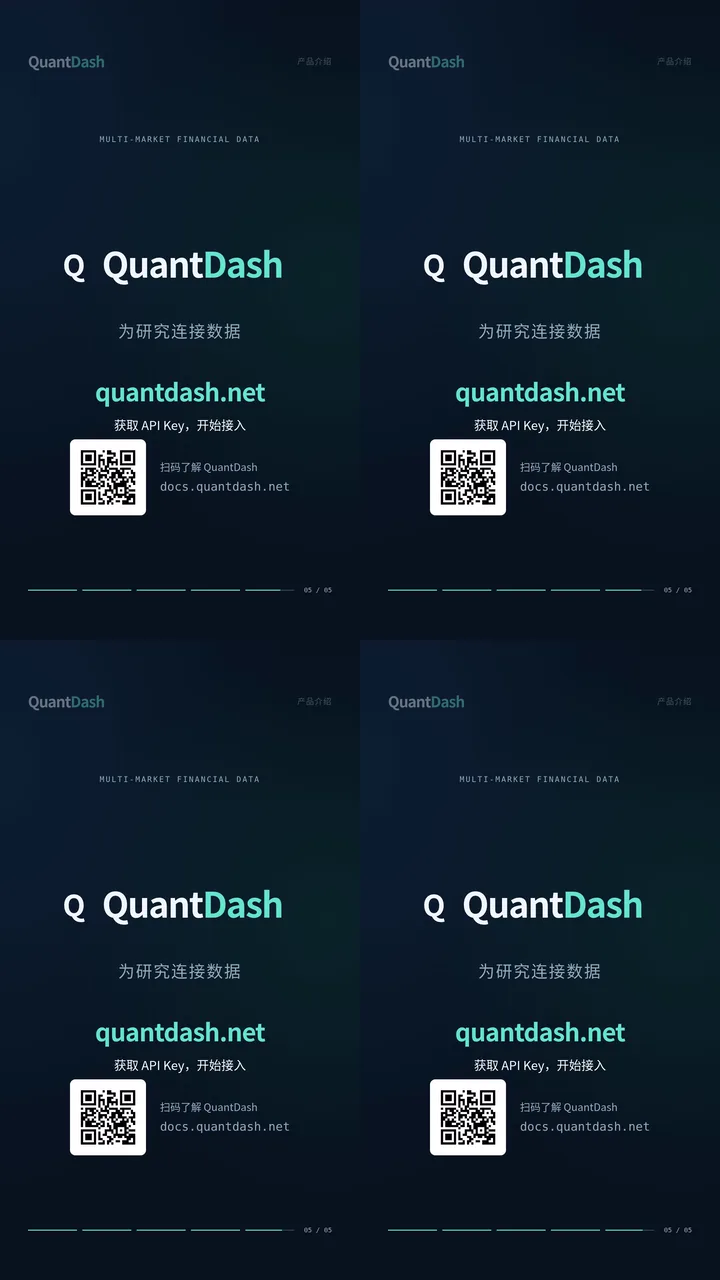 QuantDash
产品介绍
MULTI-MARKET FINANCIAL DATA
Q QuantDash
为研究连接数据
quantdash.net
获取 API Key，开始接入
扫码了解 QuantDash
docs.quantdash.net
05 / 05
QuantDash
产品介绍
MULTI-MARKET FINANCIAL DATA
Q QuantDash
为研究连接数据
quantdash.net
获取 API Key，开始接入
扫码了解 QuantDash
docs.quantdash.net
05 / 05
QuantDash
产品介绍
MULTI-MARKET FINANCIAL DATA
Q QuantDash
为研究连接数据
quantdash.net
获取 API Key，开始接入
扫码了解 QuantDash
docs.quantdash.net
05 / 05
QuantDash
产品介绍
MULTI-MARKET FINANCIAL DATA
Q QuantDash
为研究连接数据
quantdash.net
获取 API Key，开始接入
扫码了解 QuantDash
docs.quantdash.net
05 / 05